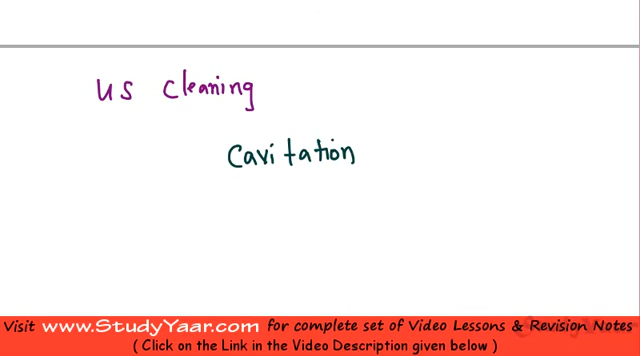 US Cleaning
Cavitation
Visit www.StudyYaar.com for complete set of Video Lessons & Revision Notes
( Click on the Link in the Video Description given below )